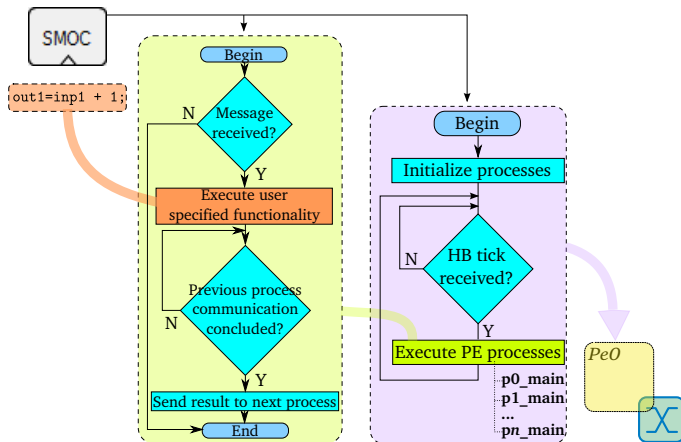 SMOC
out1=inp1 + 1;
Begin
Message
received?
N
Y
Execute user
specified functionality
Previous process
communication
concluded?
N
Y
Send result to next process
End
Begin
Initialize processes
HB tick
received?
N
Y
Execute PE processes
p0_main
p1_main
...
pn_main
PeO